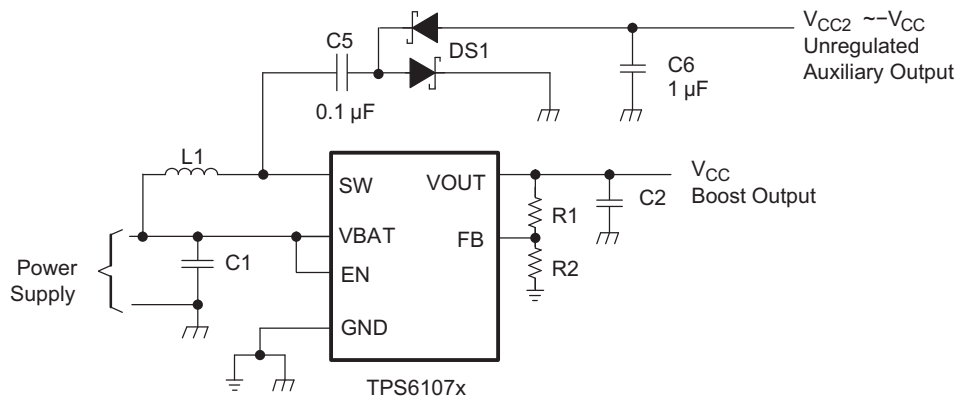 V_CC2 ~–V_CC
Unregulated
Auxiliary Output
C5
DS1
C6
1 µF
0.1 µF
L1
SW
VOUT
V_CC
Boost Output
C2
R1
VBAT
FB
C1
R2
Power
Supply
EN
GND
TPS6107x